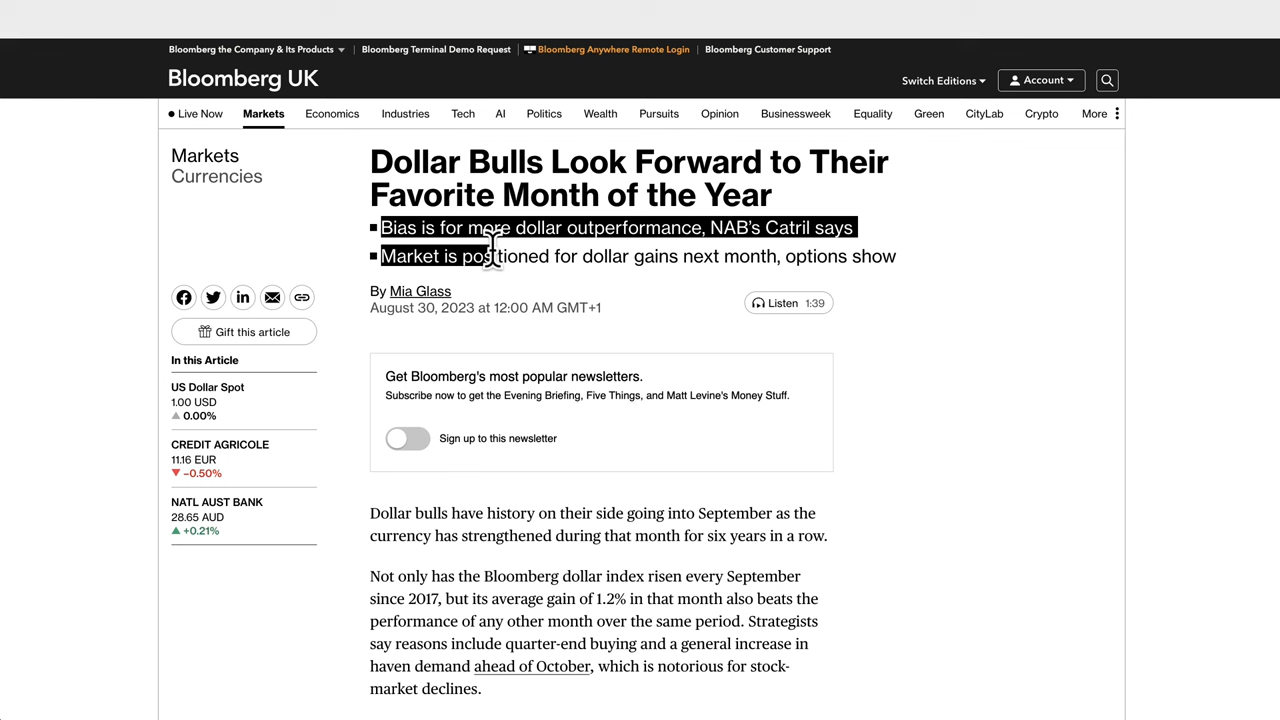 Bloomberg the Company & Its Products
Bloomberg Terminal Demo Request
Bloomberg Anywhere Remote Login
Bloomberg Customer Support
Bloomberg UK
Switch Editions
Account
Live Now
Markets
Economics
Industries
Tech
AI
Politics
Wealth
Pursuits
Opinion
Businessweek
Equality
Green
CityLab
Crypto
More
Markets
Currencies
Dollar Bulls Look Forward to Their
Favorite Month of the Year
Bias is for more dollar outperformance, NAB's Catril says
Market is positioned for dollar gains next month, options show
By Mia Glass
August 30, 2023 at 12:00 AM GMT+1
Listen 1:39
Gift this article
In this Article
US Dollar Spot
1.00 USD
0.00%
CREDIT AGRICOLE
11.16 EUR
−0.50%
NATL AUST BANK
28.65 AUD
+0.21%
Get Bloomberg's most popular newsletters.
Subscribe now to get the Evening Briefing, Five Things, and Matt Levine's Money Stuff.
Sign up to this newsletter
Dollar bulls have history on their side going into September as the
currency has strengthened during that month for six years in a row.
Not only has the Bloomberg dollar index risen every September
since 2017, but its average gain of 1.2% in that month also beats the
performance of any other month over the same period. Strategists
say reasons include quarter-end buying and a general increase in
haven demand ahead of October, which is notorious for stock-
market declines.